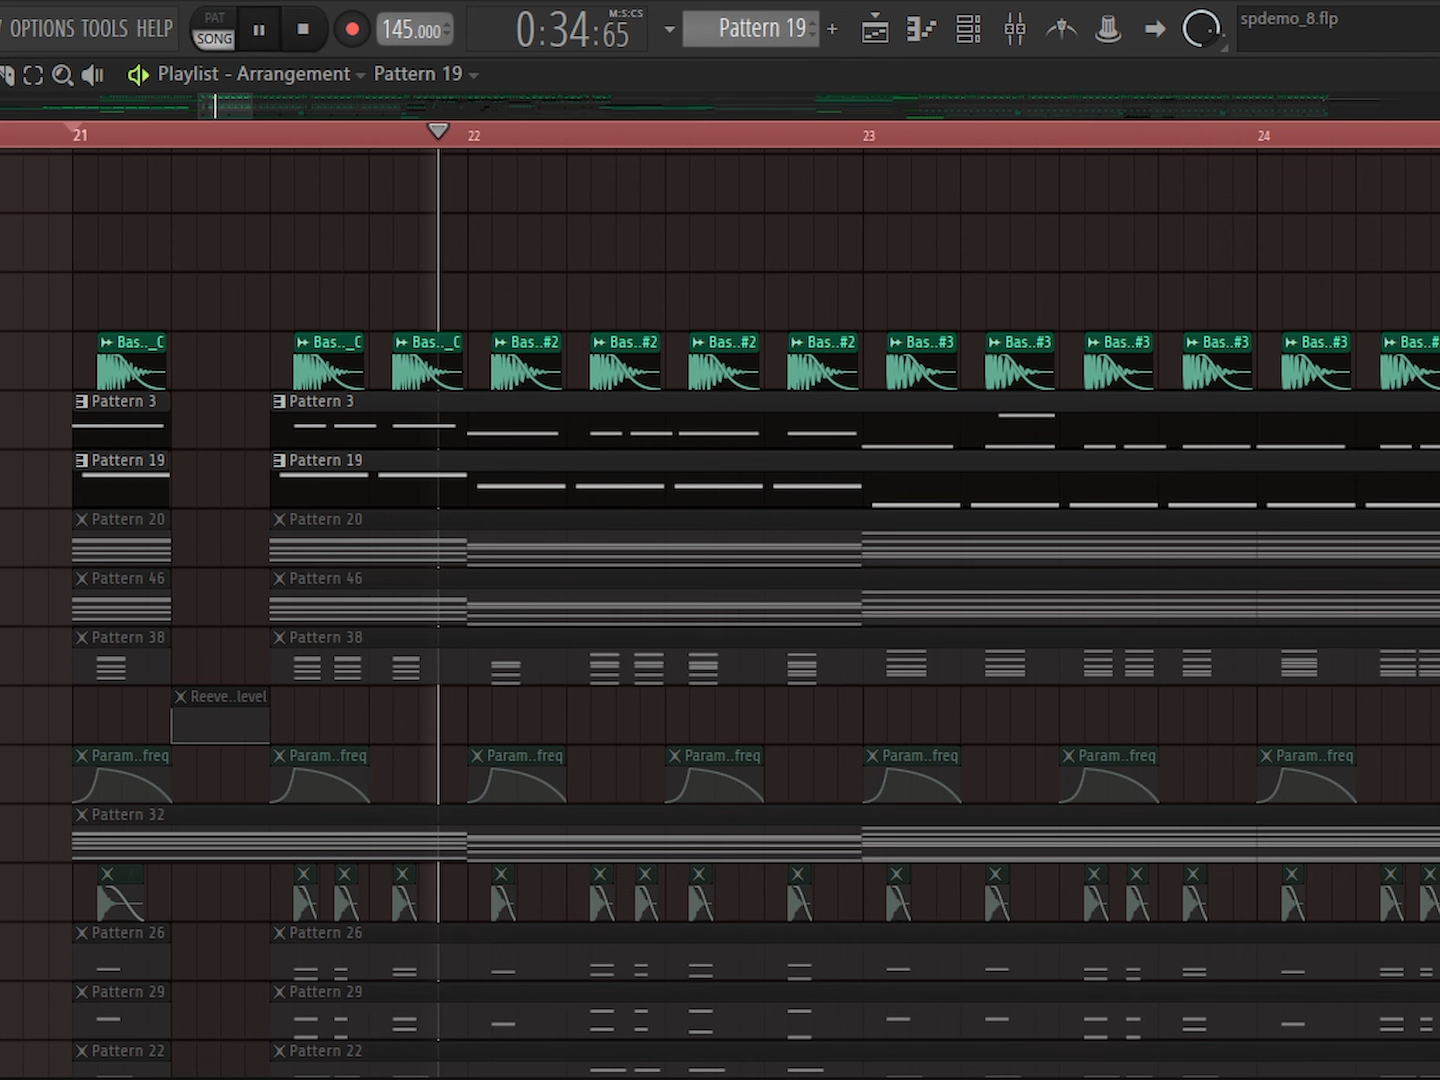 OPTIONS TOOLS HELP
PAT
SONG
145.000
0:34:65
M:S:CS
Pattern 19
+
spdemo_8.flp
Playlist - Arrangement
Pattern 19
21
22
23
24
Bas.._C
Bas.._C
Bas.._C
Bas..#2
Bas..#2
Bas..#2
Bas..#2
Bas..#3
Bas..#3
Bas..#3
Bas..#3
Bas..#3
Bas..#
Pattern 3
Pattern 3
Pattern 19
Pattern 19
Pattern 20
Pattern 20
Pattern 46
Pattern 46
Pattern 38
Pattern 38
Reeve..level
Param..freq
Param..freq
Param..freq
Param..freq
Param..freq
Param..freq
Param..freq
Pattern 32
Pattern 26
Pattern 26
Pattern 29
Pattern 29
Pattern 22
Pattern 22